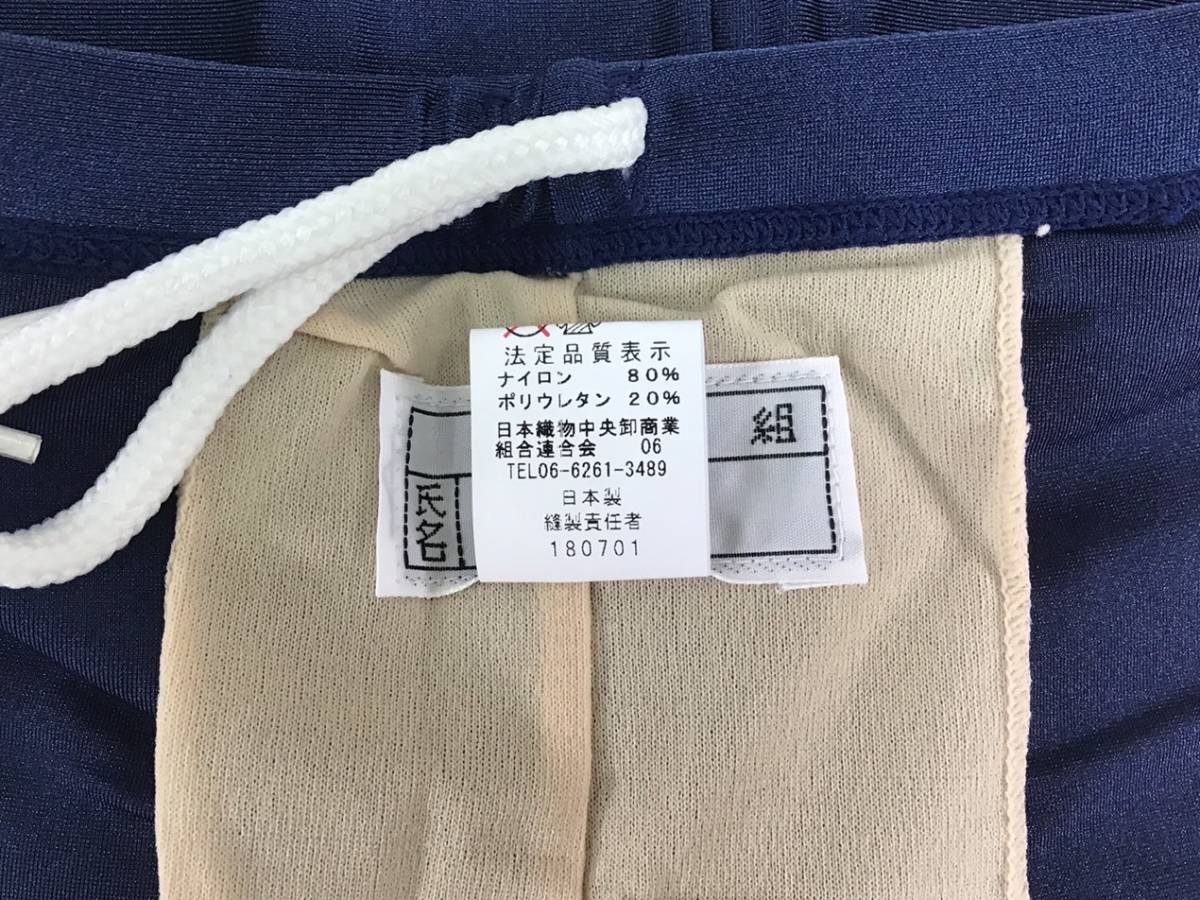 法定品質表示
ナイロン 80%
ポリウレタン 20%
日本織物中央卸商業
組合連合会 06
TEL06-6261-3489
日本製
縫製責任者
180701
組
氏名